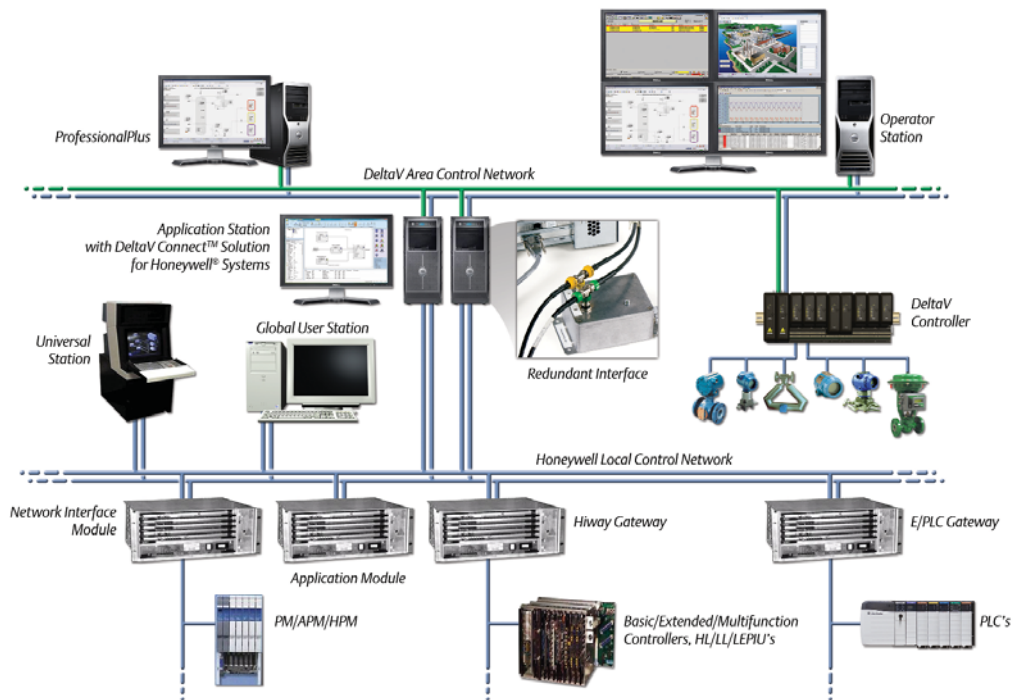 ProfessionalPlus
Operator
Station
DeltaV Area Control Network
Application Station
with DeltaV Connect™ Solution
for Honeywell® Systems
DeltaV
Controller
Universal
Station
Global User Station
Redundant Interface
Honeywell Local Control Network
Network Interface
Module
Hiway Gateway
E/PLC Gateway
Application Module
PM/APM/HPM
Basic/Extended/Multifunction
Controllers, HL/LL/LEPIU's
PLC's